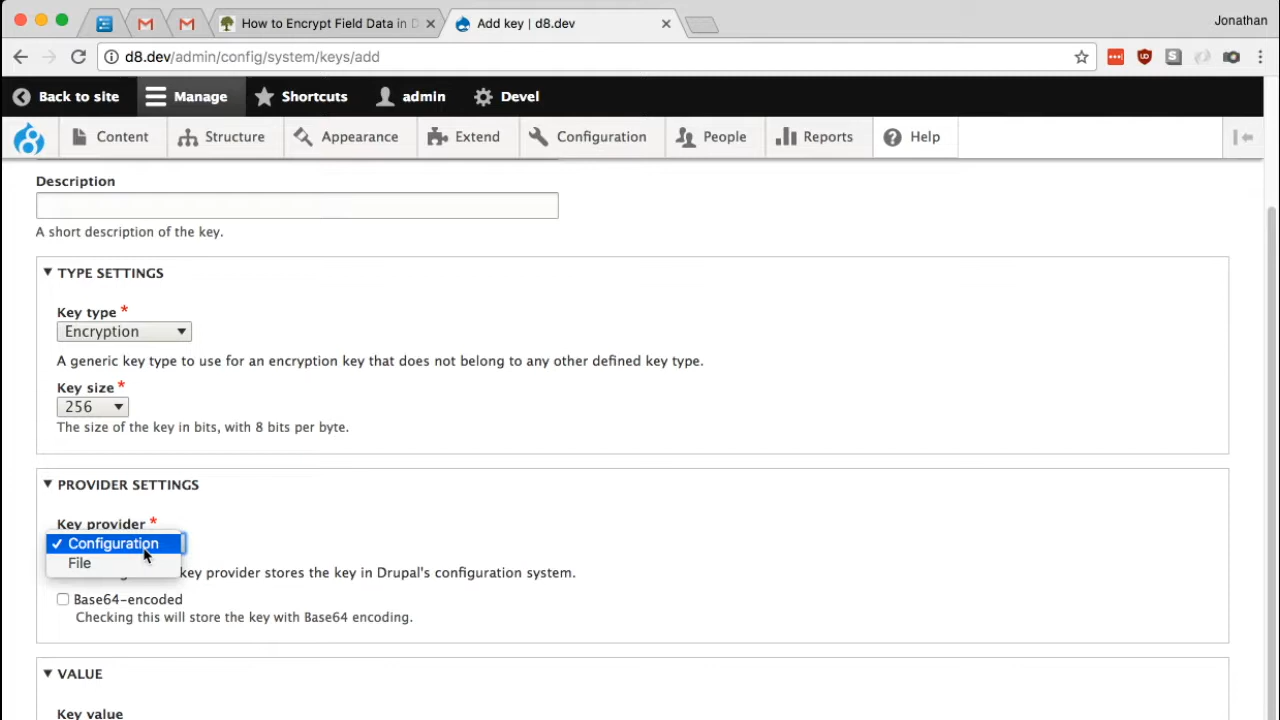 How to Encrypt Field Data in D
Add key | d8.dev
Jonathan
d8.dev/admin/config/system/keys/add
Back to site
Manage
Shortcuts
admin
Devel
Content
Structure
Appearance
Extend
Configuration
People
Reports
Help
Description
A short description of the key.
TYPE SETTINGS
Key type *
Encryption
A generic key type to use for an encryption key that does not belong to any other defined key type.
Key size *
256
The size of the key in bits, with 8 bits per byte.
PROVIDER SETTINGS
Key provider *
✓ Configuration
File
key provider stores the key in Drupal's configuration system.
Base64-encoded
Checking this will store the key with Base64 encoding.
VALUE
Key value